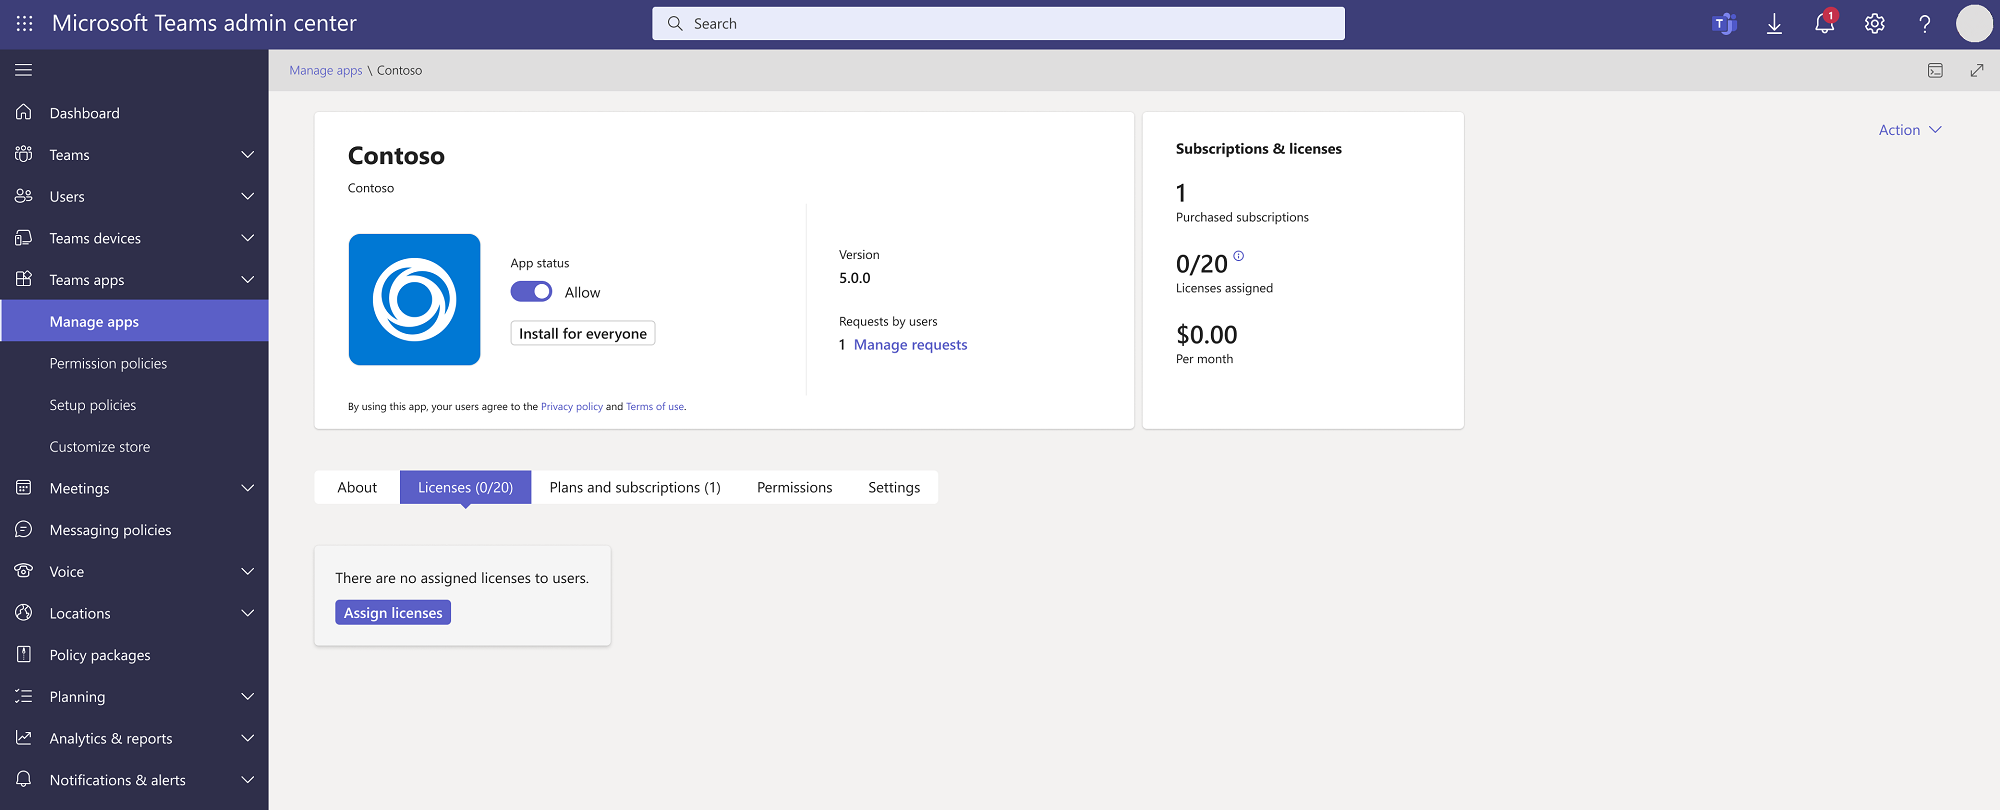 Microsoft Teams admin center
Search
1
Manage apps \ Contoso
Dashboard
Teams
Users
Teams devices
Teams apps
Manage apps
Permission policies
Setup policies
Customize store
Meetings
Messaging policies
Voice
Locations
Policy packages
Planning
Analytics & reports
Notifications & alerts
Action
Contoso
Contoso
App status
Allow
Install for everyone
Version
5.0.0
Requests by users
1 Manage requests
By using this app, your users agree to the Privacy policy and Terms of use.
Subscriptions & licenses
1
Purchased subscriptions
0/20
Licenses assigned
$0.00
Per month
About
Licenses (0/20)
Plans and subscriptions (1)
Permissions
Settings
There are no assigned licenses to users.
Assign licenses